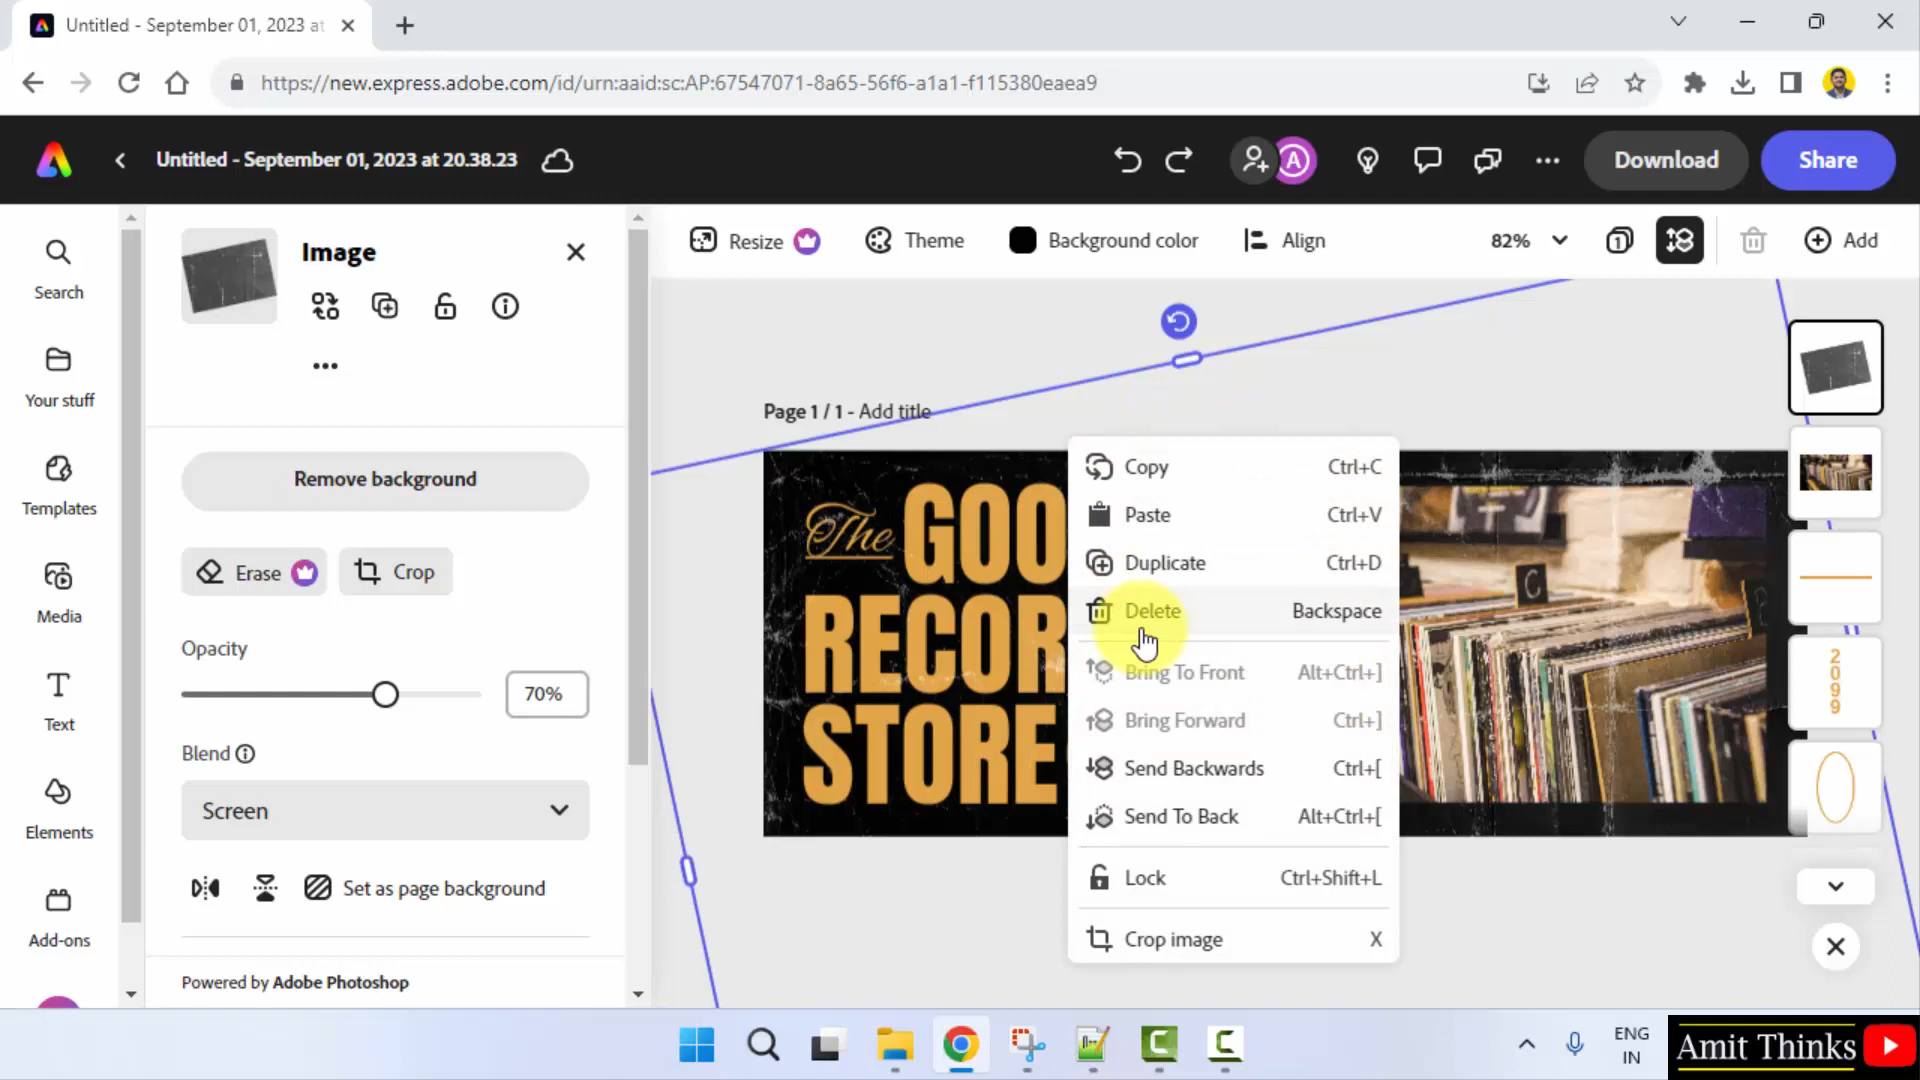 Untitled - September 01, 2023 at
https://new.express.adobe.com/id/urn:aaid:sc:AP:67547071-8a65-56f6-a1a1-f115380eaea9
Untitled - September 01, 2023 at 20.38.23
A
Download
Share
Search
Your stuff
Templates
Media
Text
Elements
Add-ons
Image
Remove background
Erase
Crop
Opacity
70%
Blend
Screen
Set as page background
Powered by Adobe Photoshop
Resize
Theme
Background color
Align
82%
1
Add
Page 1 / 1 - Add title
The GOO
RECOR
STORE
C
Copy Ctrl+C
Paste Ctrl+V
Duplicate Ctrl+D
Delete Backspace
Bring To Front Alt+Ctrl+]
Bring Forward Ctrl+]
Send Backwards Ctrl+[
Send To Back Alt+Ctrl+[
Lock Ctrl+Shift+L
Crop image X
2
0
9
9
ENG
IN
Amit Thinks